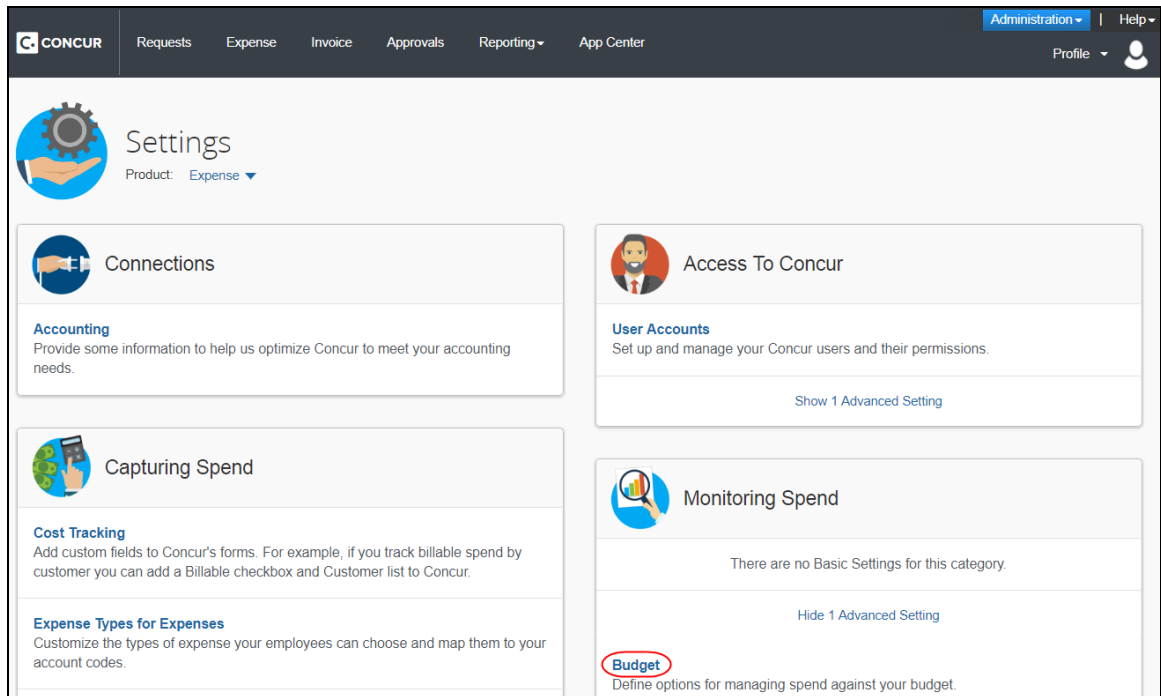 Administration | Help
C. CONCUR Requests Expense Invoice Approvals Reporting App Center
Profile
Settings
Product: Expense
Connections
Accounting
Provide some information to help us optimize Concur to meet your accounting
needs.
Capturing Spend
Cost Tracking
Add custom fields to Concur's forms. For example, if you track billable spend by
customer you can add a Billable checkbox and Customer list to Concur.
Expense Types for Expenses
Customize the types of expense your employees can choose and map them to your
account codes.
Access To Concur
User Accounts
Set up and manage your Concur users and their permissions.
Show 1 Advanced Setting
Monitoring Spend
There are no Basic Settings for this category.
Hide 1 Advanced Setting
Budget
Define options for managing spend against your budget.